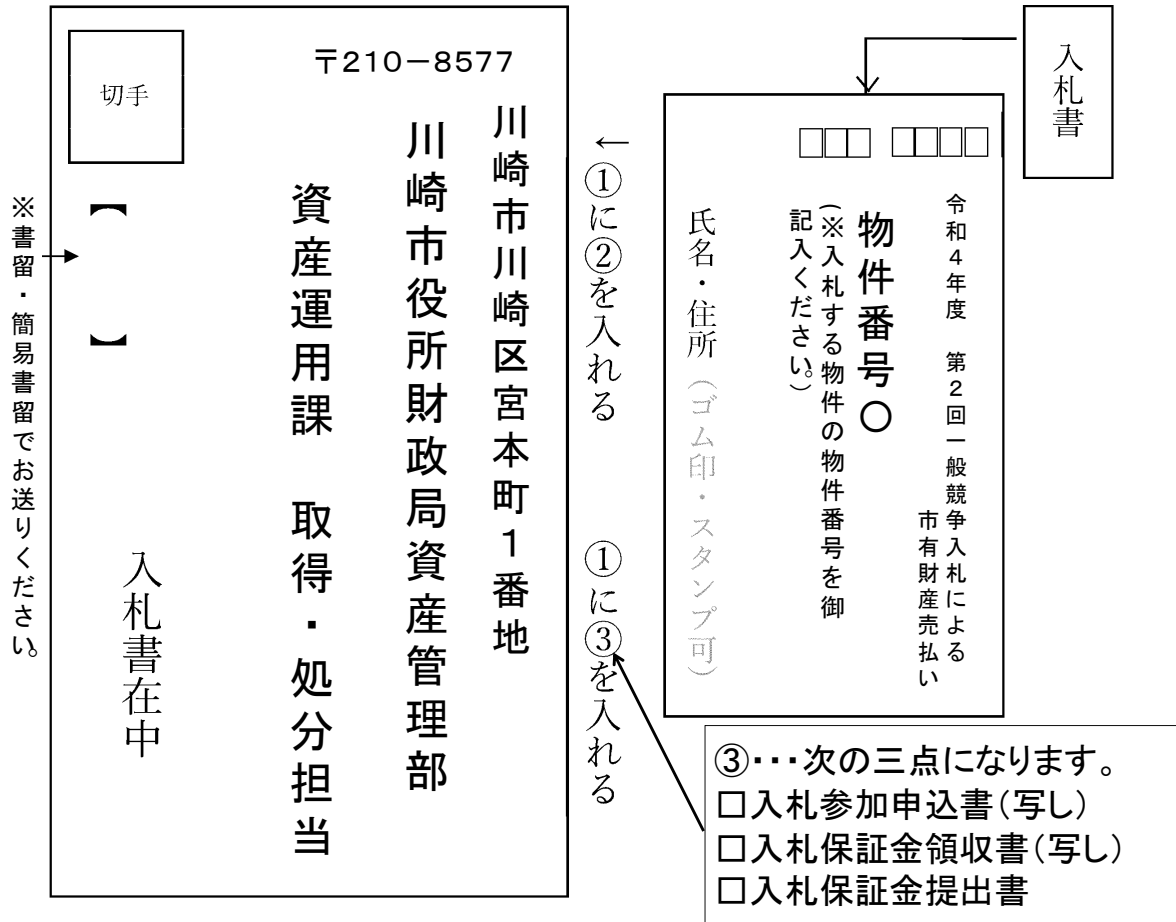 切手
〒210－8577
川崎市川崎区宮本町1番地
川崎市役所財政局資産管理部
資産運用課　取得・処分担当
【　　　】
入札書在中
※書留・簡易書留でお送りください。
←①に②を入れる
①に③を入れる
入札書
令和4年度　第2回一般競争入札による
市有財産売払い
物件番号〇
(※入札する物件の物件番号を御
記入ください。)
氏名・住所（ゴム印・スタンプ可）
③・・・次の三点になります。
□入札参加申込書(写し)
□入札保証金領収書(写し)
□入札保証金提出書